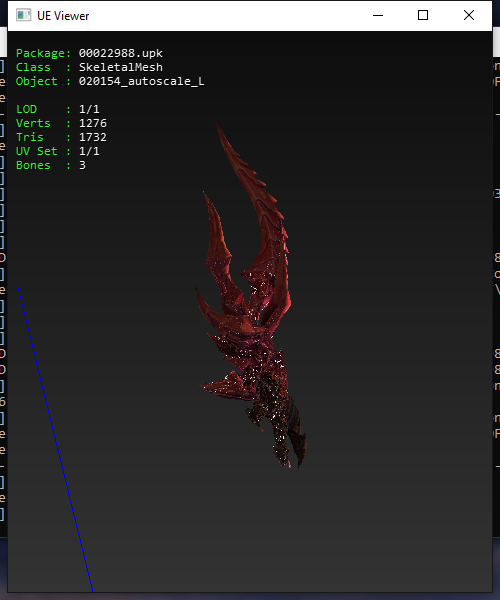 UE Viewer
Package: 00022988.upk
Class : SkeletalMesh
Object : 020154_autoscale_L
LOD : 1/1
Verts : 1276
Tris : 1732
UV Set : 1/1
Bones : 3